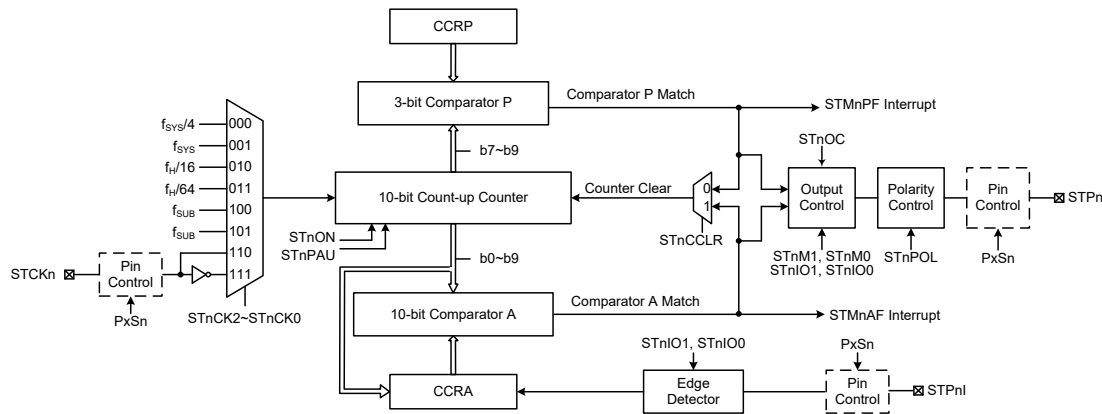 CCRP
3-bit Comparator P
Comparator P Match
STMnPF Interrupt
b7~b9
fSYS/4
000
fSYS
001
fH/16
010
fH/64
011
fSUB
100
fSUB
101
110
111
STCKn
Pin
Control
PxSn
STnCK2~STnCK0
10-bit Count-up Counter
STnON
STnPAU
Counter Clear
0
1
STnCCLR
STnOC
Output
Control
STnM1, STnM0
STnIO1, STnIO0
Polarity
Control
STnPOL
Pin
Control
PxSn
STPn
b0~b9
10-bit Comparator A
Comparator A Match
STMnAF Interrupt
CCRA
STnIO1, STnIO0
Edge
Detector
PxSn
Pin
Control
STPnI